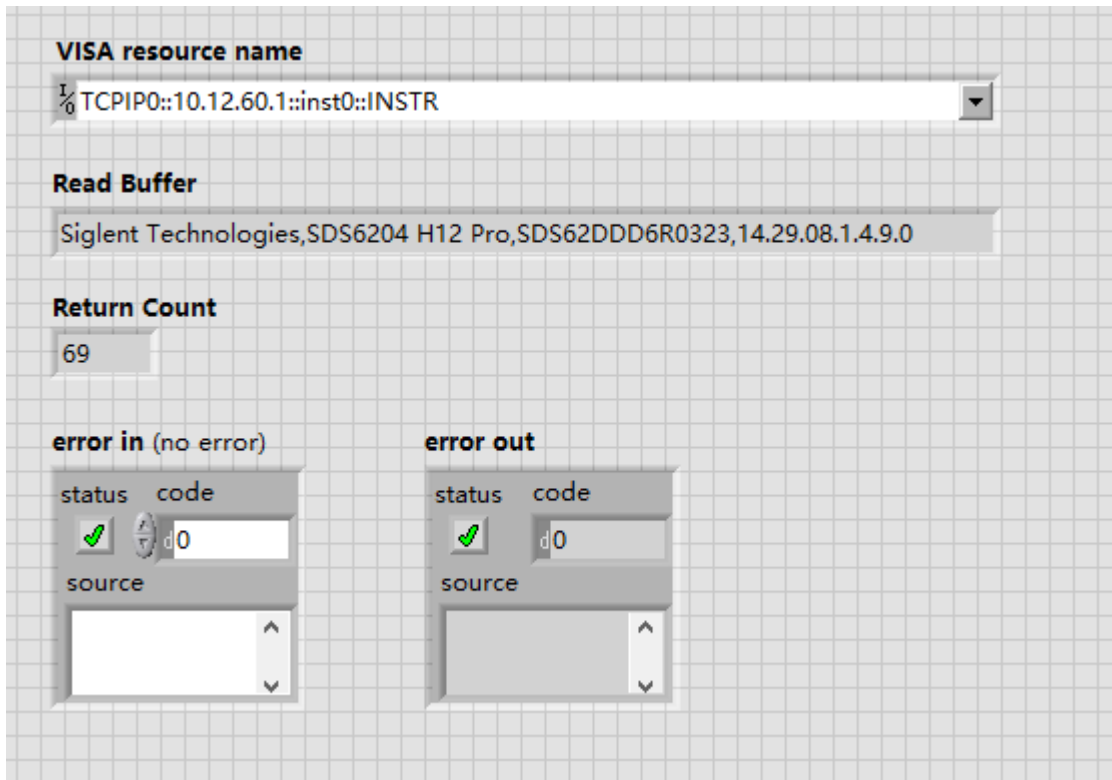 VISA resource name
I/O TCPIP0::10.12.60.1::inst0::INSTR
Read Buffer
Siglent Technologies,SDS6204 H12 Pro,SDS62DDD6R0323,14.29.08.1.4.9.0
Return Count
69
error in (no error) error out
status code status code
d0 d0
source source